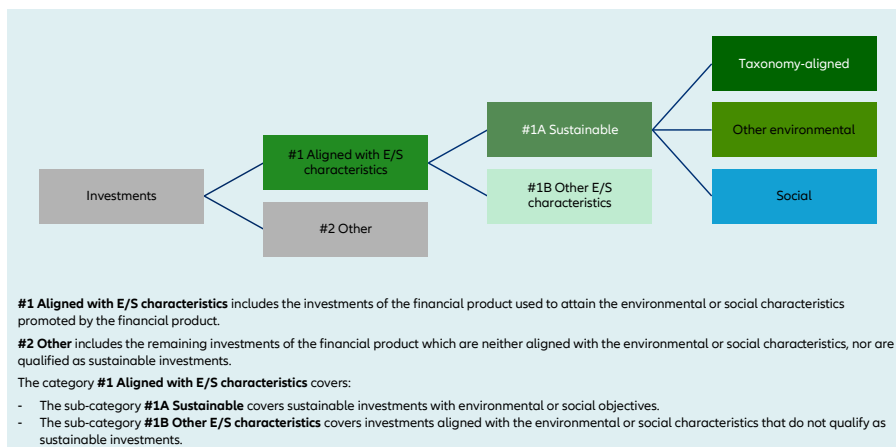 Taxonomy-aligned
#1A Sustainable
Other environmental
#1 Aligned with E/S
characteristics
Investments
#1B Other E/S
characteristics
Social
#2 Other
#1 Aligned with E/S characteristics includes the investments of the financial product used to attain the environmental or social characteristics
promoted by the financial product.
#2 Other includes the remaining investments of the financial product which are neither aligned with the environmental or social characteristics, nor are
qualified as sustainable investments.
The category #1 Aligned with E/S characteristics covers:
- The sub-category #1A Sustainable covers sustainable investments with environmental or social objectives.
- The sub-category #1B Other E/S characteristics covers investments aligned with the environmental or social characteristics that do not qualify as
sustainable investments.